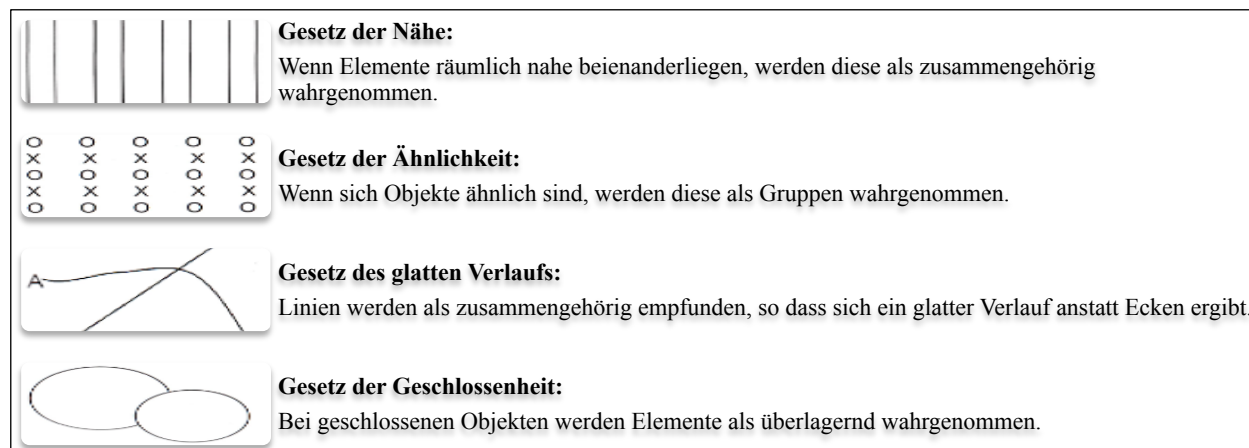 Gesetz der Nähe:
Wenn Elemente räumlich nahe beienanderliegen, werden diese als zusammengehörig
wahrgenommen.
O O O O O
X X X X X
O O O O O
X X X X X
O O O O O
Gesetz der Ähnlichkeit:
Wenn sich Objekte ähnlich sind, werden diese als Gruppen wahrgenommen.
A
Gesetz des glatten Verlaufs:
Linien werden als zusammengehörig empfunden, so dass sich ein glatter Verlauf anstatt Ecken ergibt.
Gesetz der Geschlossenheit:
Bei geschlossenen Objekten werden Elemente als überlagernd wahrgenommen.